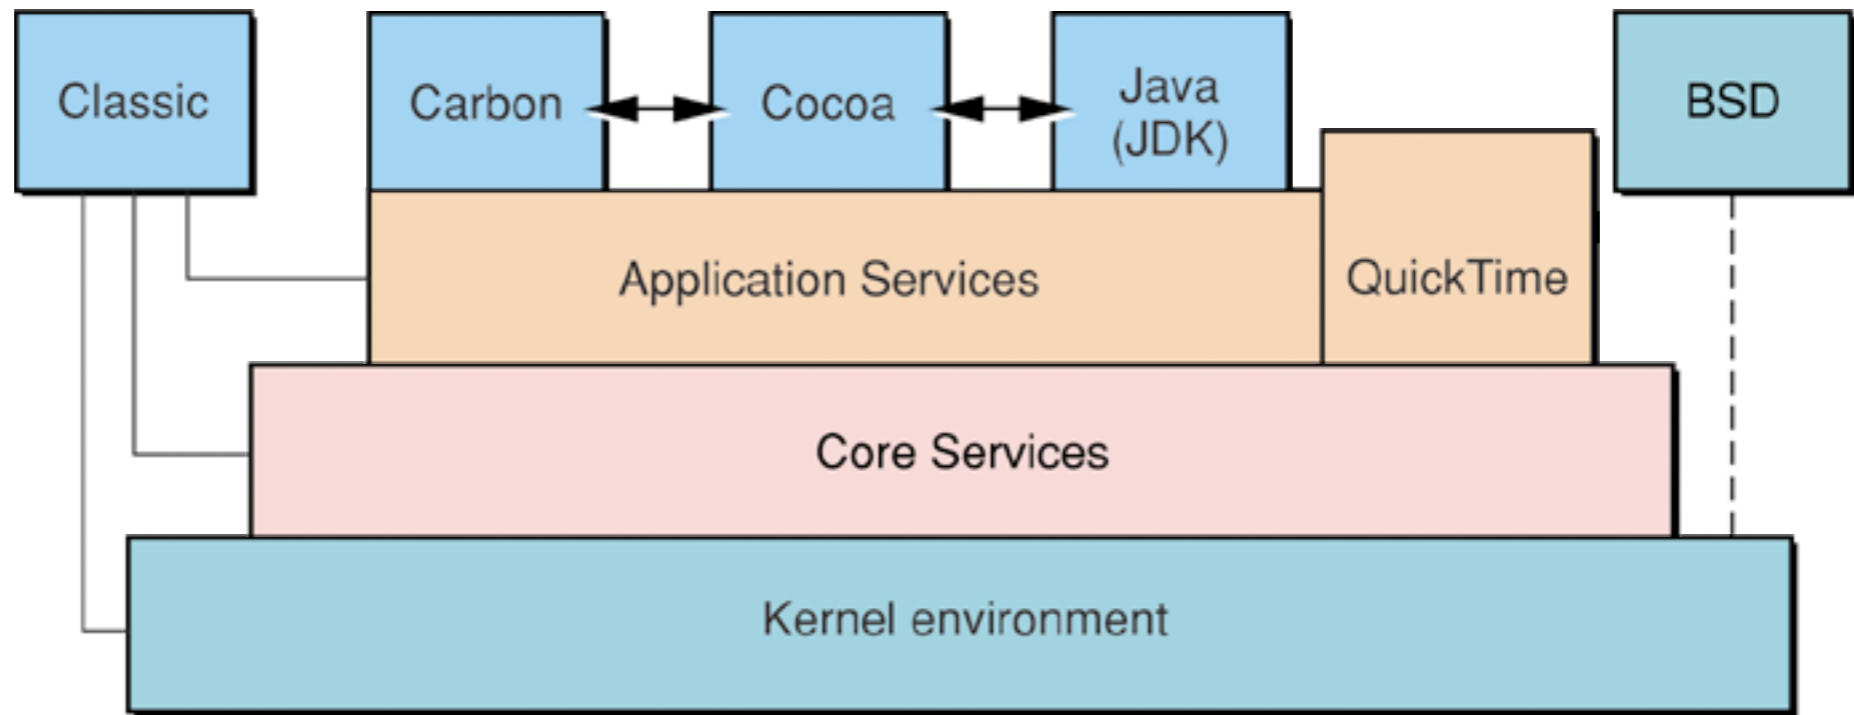 Classic
Carbon
Cocoa
Java
(JDK)
BSD
Application Services
QuickTime
Core Services
Kernel environment